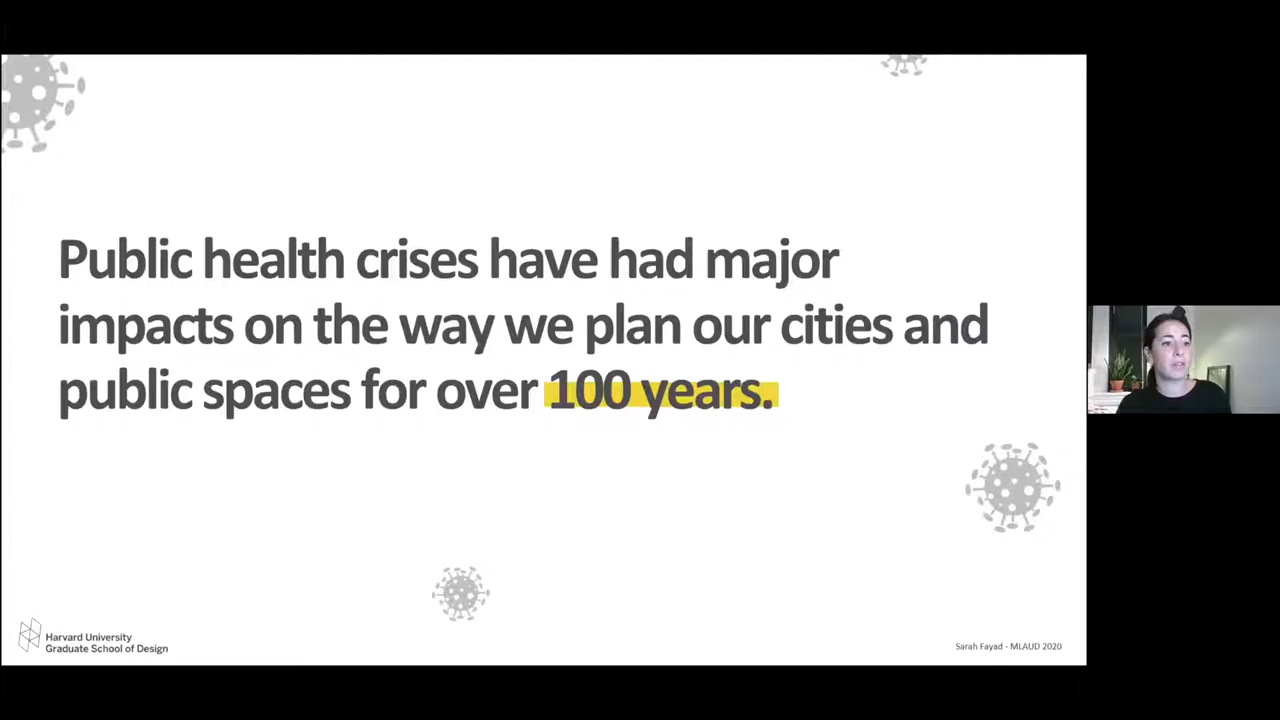 Public health crises have had major
impacts on the way we plan our cities and
public spaces for over 100 years.
Harvard University
Graduate School of Design
Sarah Fayad - MLAUD 2020